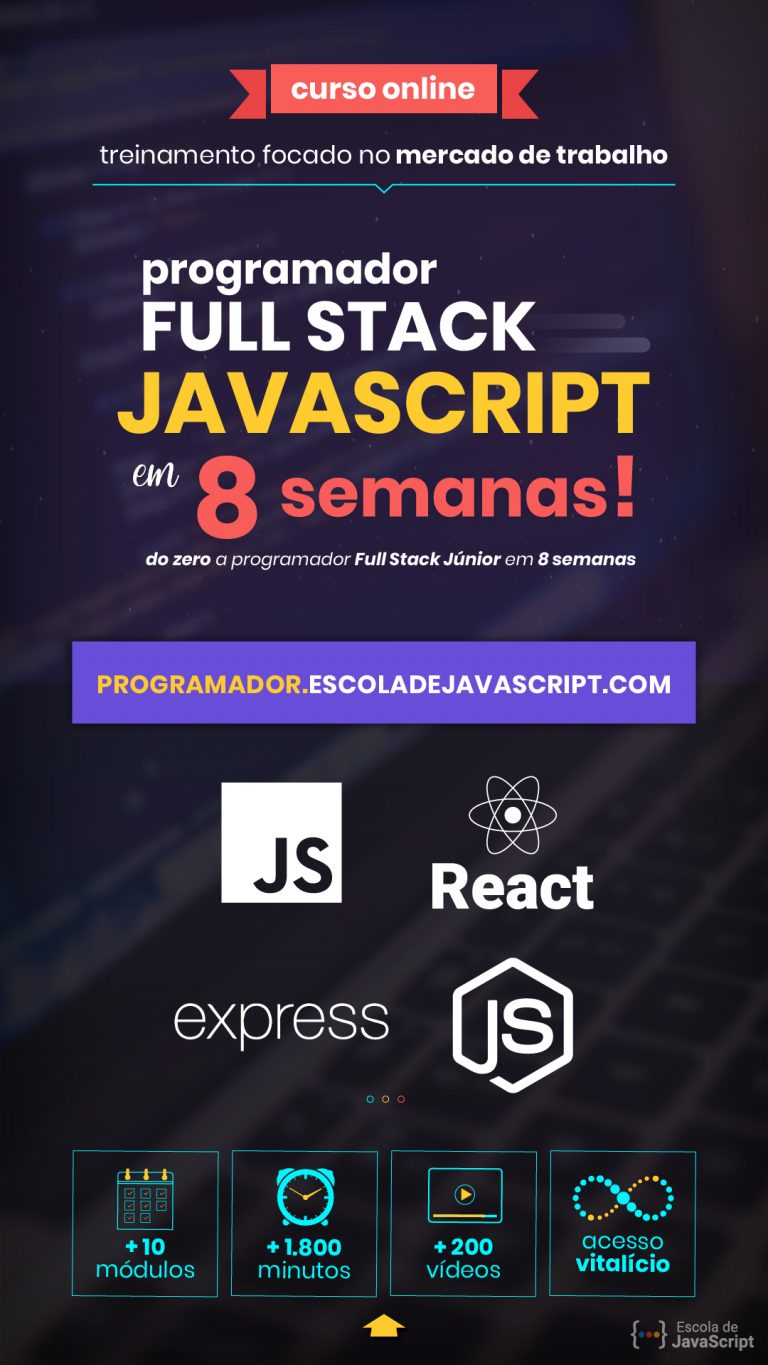 curso online
treinamento focado no mercado de trabalho
programador
FULL STACK
JAVASCRIPT
em 8 semanas!
do zero a programador Full Stack Júnior em 8 semanas
PROGRAMADOR.ESCOLADEJAVASCRIPT.COM
JS
React
express
JS
+ 10
módulos
+ 1.800
minutos
+ 200
vídeos
acesso
vitalício
{•••} Escola de
JavaScript